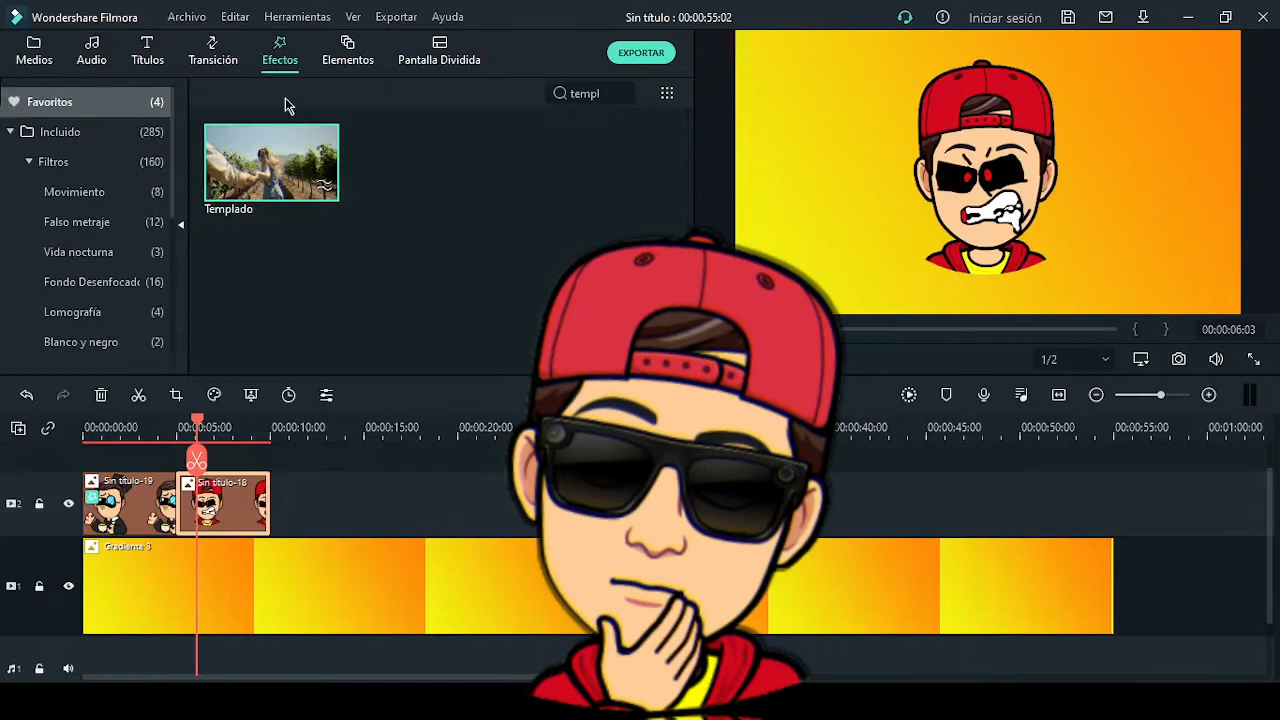 Wondershare Filmora
Archivo
Editar
Herramientas
Ver
Exportar
Ayuda
Sin título : 00:00:55:02
Iniciar sesión
Medios
Audio
Títulos
Transición
Efectos
Elementos
Pantalla Dividida
EXPORTAR
Favoritos (4)
templ
Incluido (285)
Filtros (160)
Movimiento (8)
Falso metraje (12)
Vida nocturna (3)
Fondo Desenfocado (16)
Lomografía (4)
Blanco y negro (2)
Templado
{ }
00:00:06:03
1/2
00:00:00:00
00:00:05:00
00:00:10:00
00:00:15:00
00:00:20:00
00:00:40:00
00:00:45:00
00:00:50:00
00:00:55:00
00:01:00:00
2
Sin título-19
Sin título-18
1
Gradiente 3
1